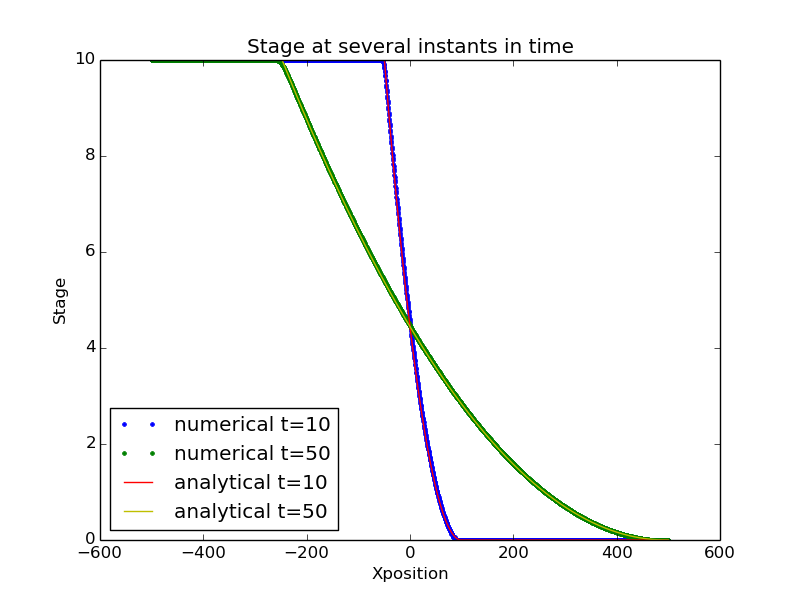 Stage at several instants in time
10
8
6
4
2
0
Stage
numerical t=10
numerical t=50
analytical t=10
analytical t=50
−600 −400 −200 0 200 400 600
Xposition